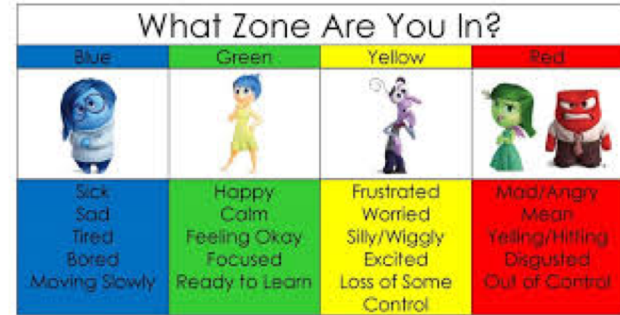 What Zone Are You In?
Blue
Green
Yellow
Red
Sick
Sad
Tired
Bored
Moving Slowly
Happy
Calm
Feeling Okay
Focused
Ready to Learn
Frustrated
Worried
Silly/Wiggly
Excited
Loss of Some
Control
Mad/Angry
Mean
Yelling/Hitting
Disgusted
Out of Control